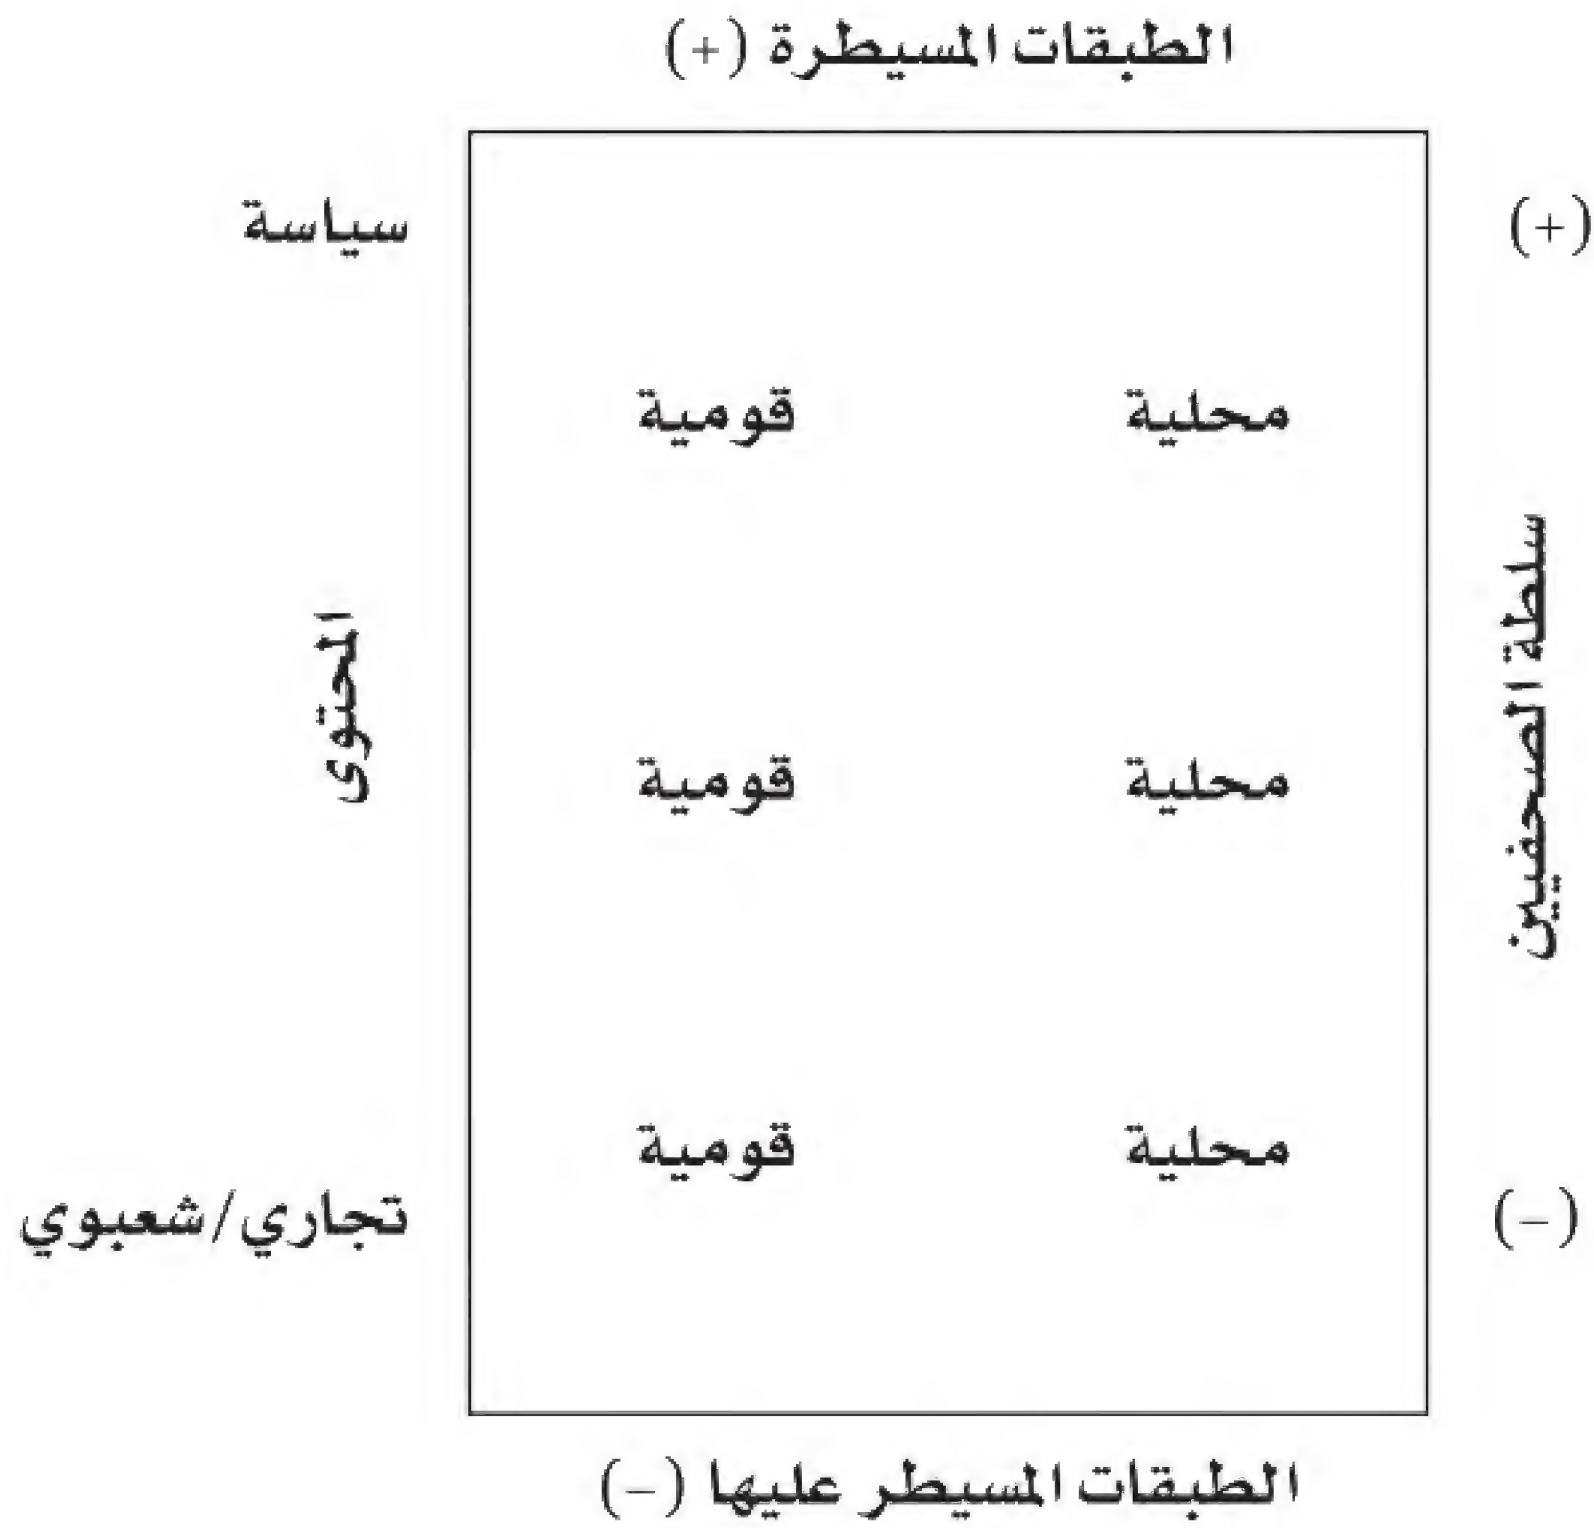 الطبقات المسيطرة (+)
(+)
سياسة
محلية
قومية
سلطة الصحفيين
المحتوى
محلية
قومية
محلية
قومية
(–)
تجاري/شعبوي
الطبقات المسيطر عليها (–)